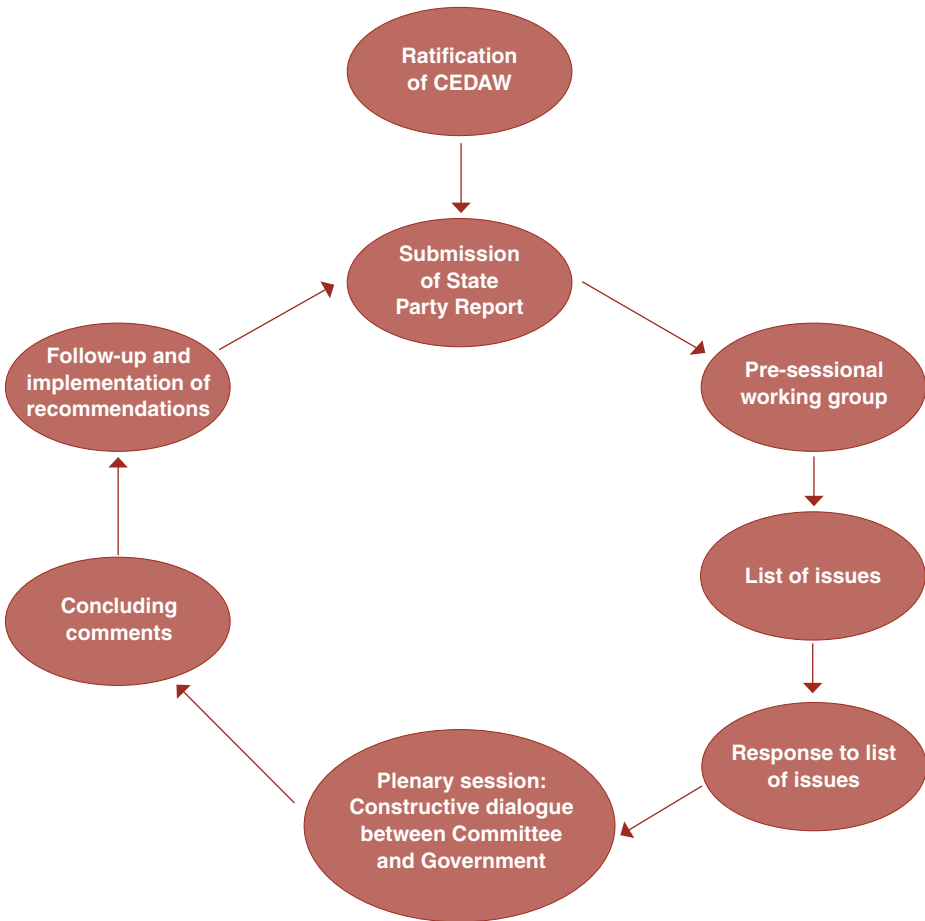 Ratification
of CEDAW
Submission
of State
Party Report
Pre-sessional
working group
List of issues
Response to list
of issues
Plenary session:
Constructive dialogue
between Committee
and Government
Concluding
comments
Follow-up and
implementation of
recommendations